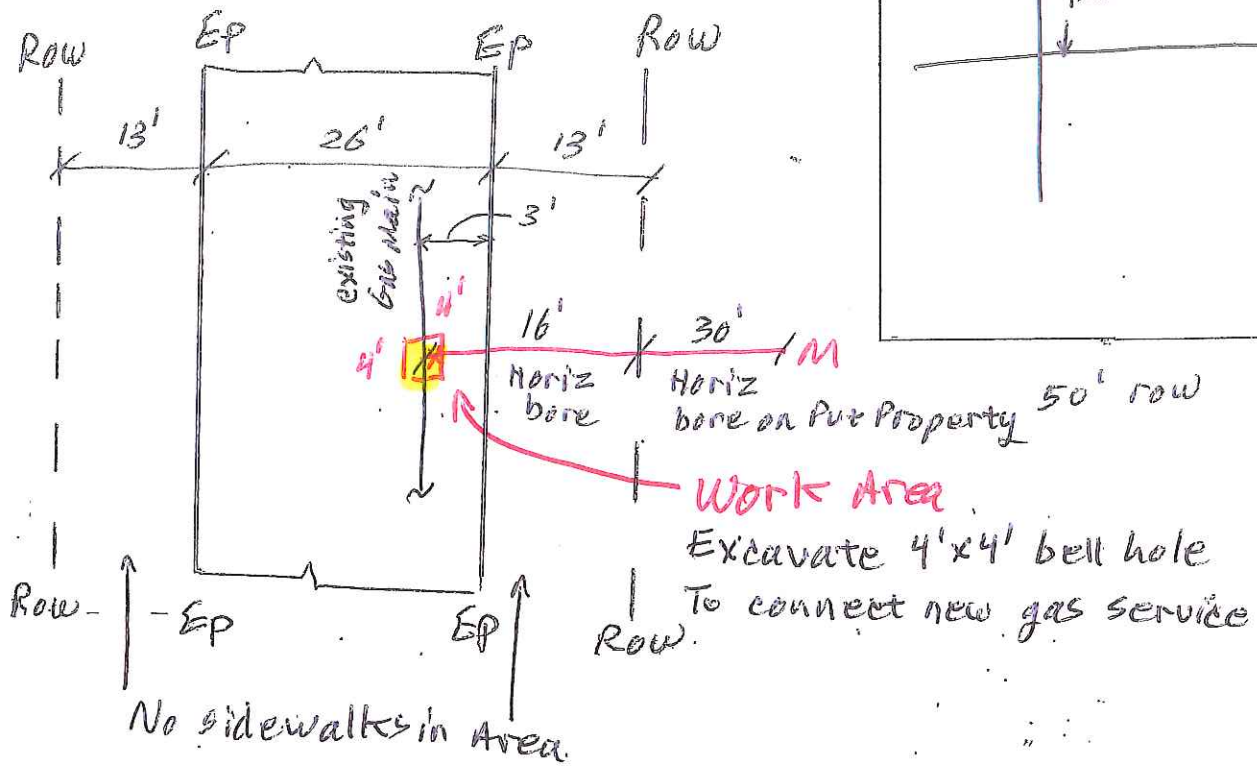 Row
Ep
Ep
Row
13'
26'
13'
existing
Gas Main
3'
4'
4'
16'
30'
M
Horiz
bore
Horiz
bore on Pvt Property
50' row
Work Area
Excavate 4'x4' bell hole
To connect new gas service
Row
Ep
Ep
Row
No sidewalks in Area